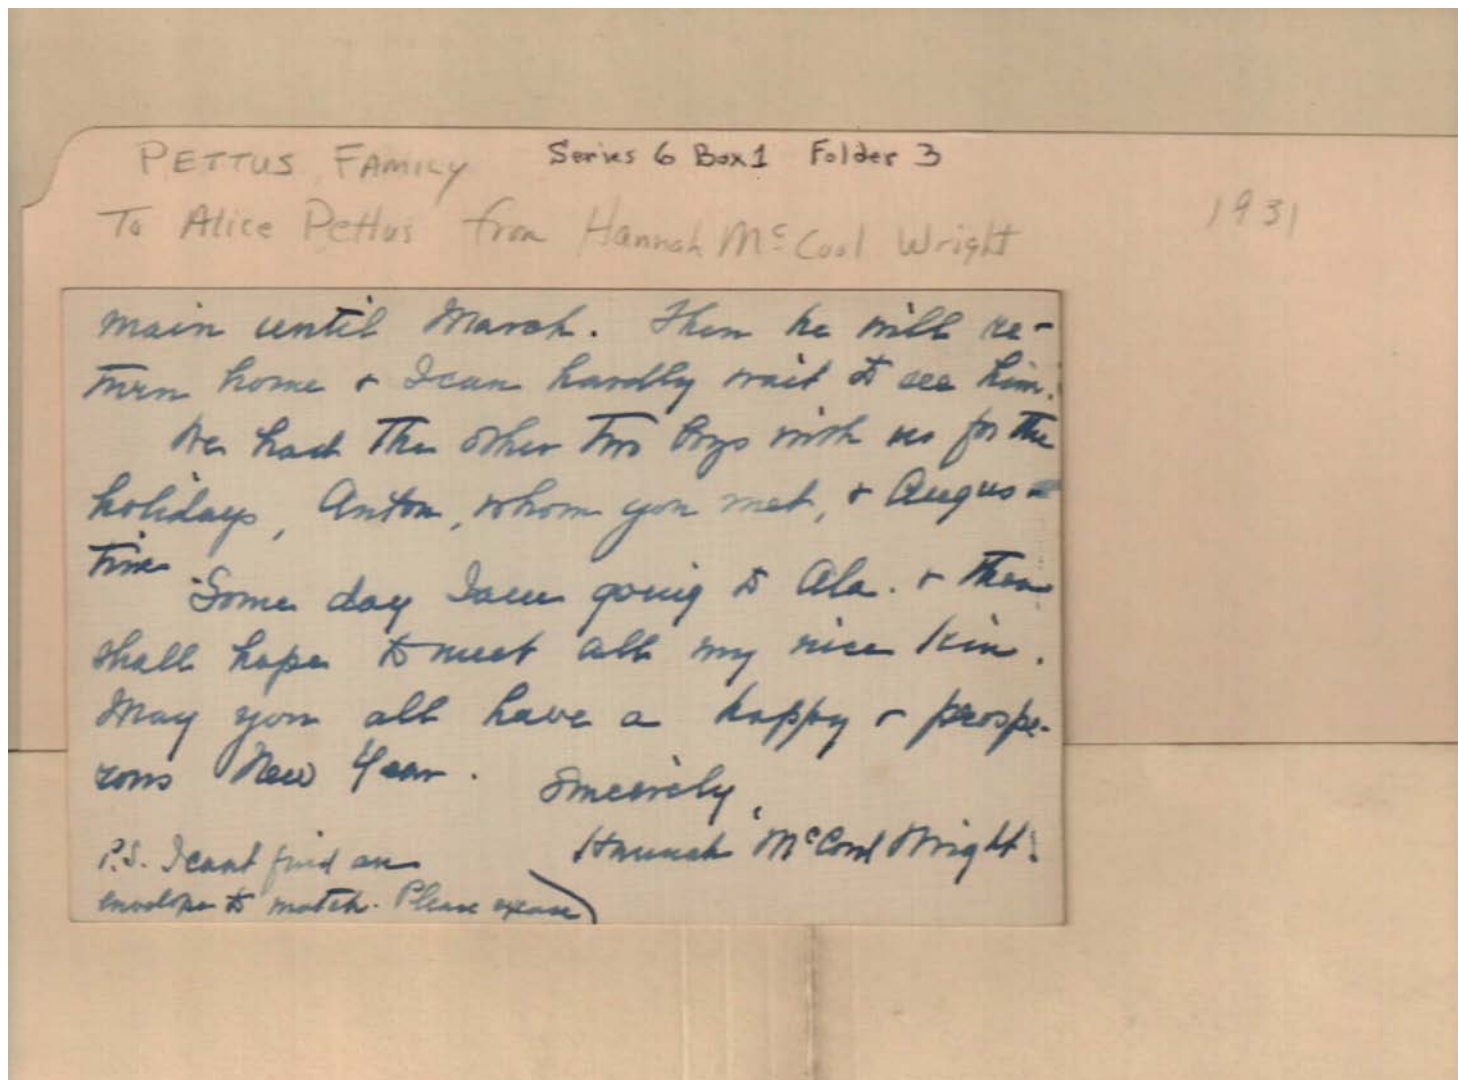 PETTUS FAMILY Series 6 Box 1 Folder 3
1931
To Alice Pettus from Hannah McCool Wright
main until March. Then he will re-
turn home & I can hardly wait to see him.
We had the other two boys with us for the
holidays, Anton, whom you met, & Augus-
tine.
Some day I am going to Ala. & then
shall hope to meet all my nice kin.
May you all have a happy & prospe-
rous New Year.
Sincerely,
Hannah McCool Wright.
P.S. I cant find an
envelope to match. Please excuse